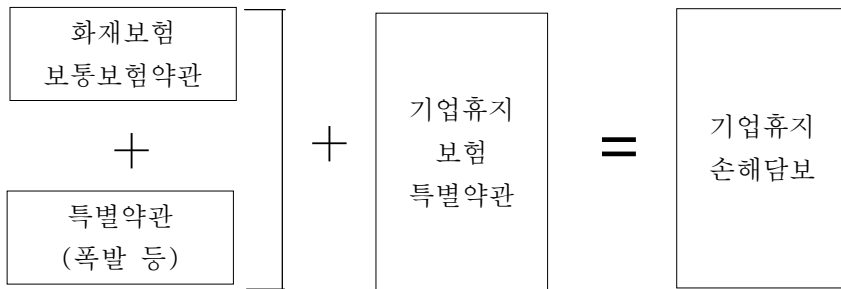 화재보험
보통보험약관
+
특별약관
(폭발 등)
+
기업휴지
보험
특별약관
=
기업휴지
손해담보